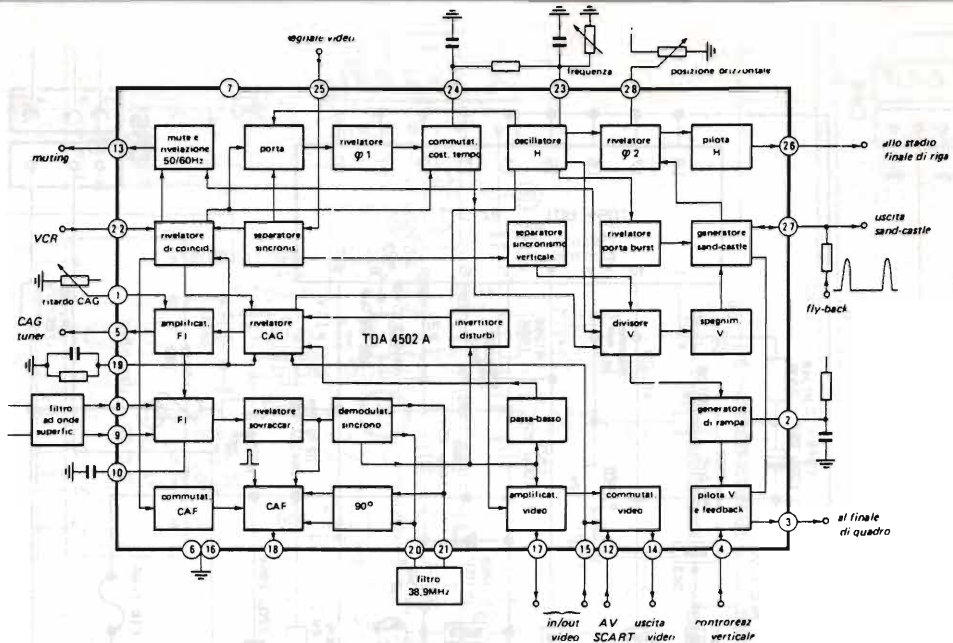 segnale video
frequenza
posizione orizzontale
7
25
24
23
28
mute e
rivelazione
50/60Hz
porta
rivelatore
φ 1
commutat.
cost. tempo
oscillatore
H
rivelatore
φ 2
pilota
H
13
muting
26
allo stadio
finale di riga
22
VCR
rivelatore
di coincid.
separatore
sincronis.
separatore
sincronismo
verticale
rivelatore
porta burst
generatore
sand-castle
27
uscita
sand-castle
ritardo CAG
1
fly-back
CAG
tuner
5
amplificat.
FI
rivelatore
CAG
TDA 4502 A
invertitore
disturbi
divisore
V
spegnim.
V
19
filtro
ad onde
superfic.
8
9
FI
rivelator.
sovraccar.
demodulat.
sincrono
passa-basso
generatore
di rampa
2
10
commutat.
CAF
CAF
90°
amplificat.
video
commutat.
video
pilota V
e feedback
3
al finale
di quadro
6
16
18
20
21
17
15
12
14
4
filtro
38,9MHz
in/out
video
AV
SCART
uscita
video
controreaz
verticale